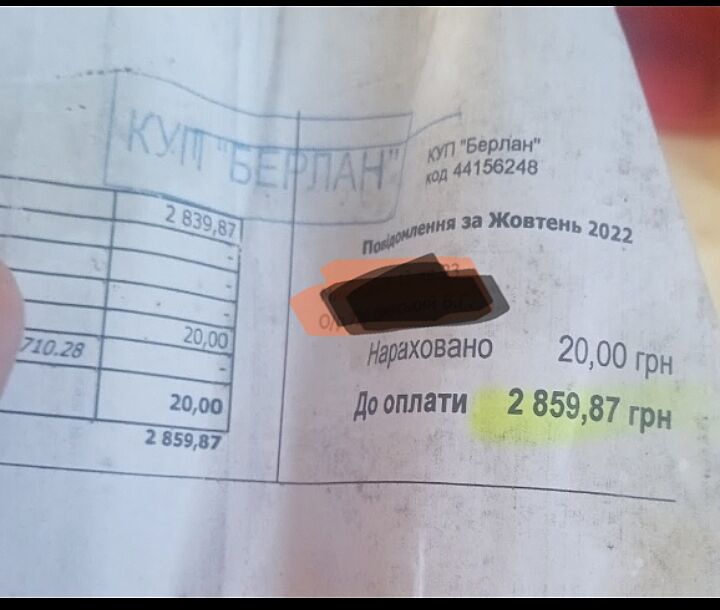 КУП "БЕРЛАН"
2 839,87
-
-
-
20,00
710.28
-
20,00
2 859,87
КУП "Берлан"
код 44156248
Повідомлення за Жовтень 2022
Нараховано 20,00 грн
До оплати 2 859,87 грн